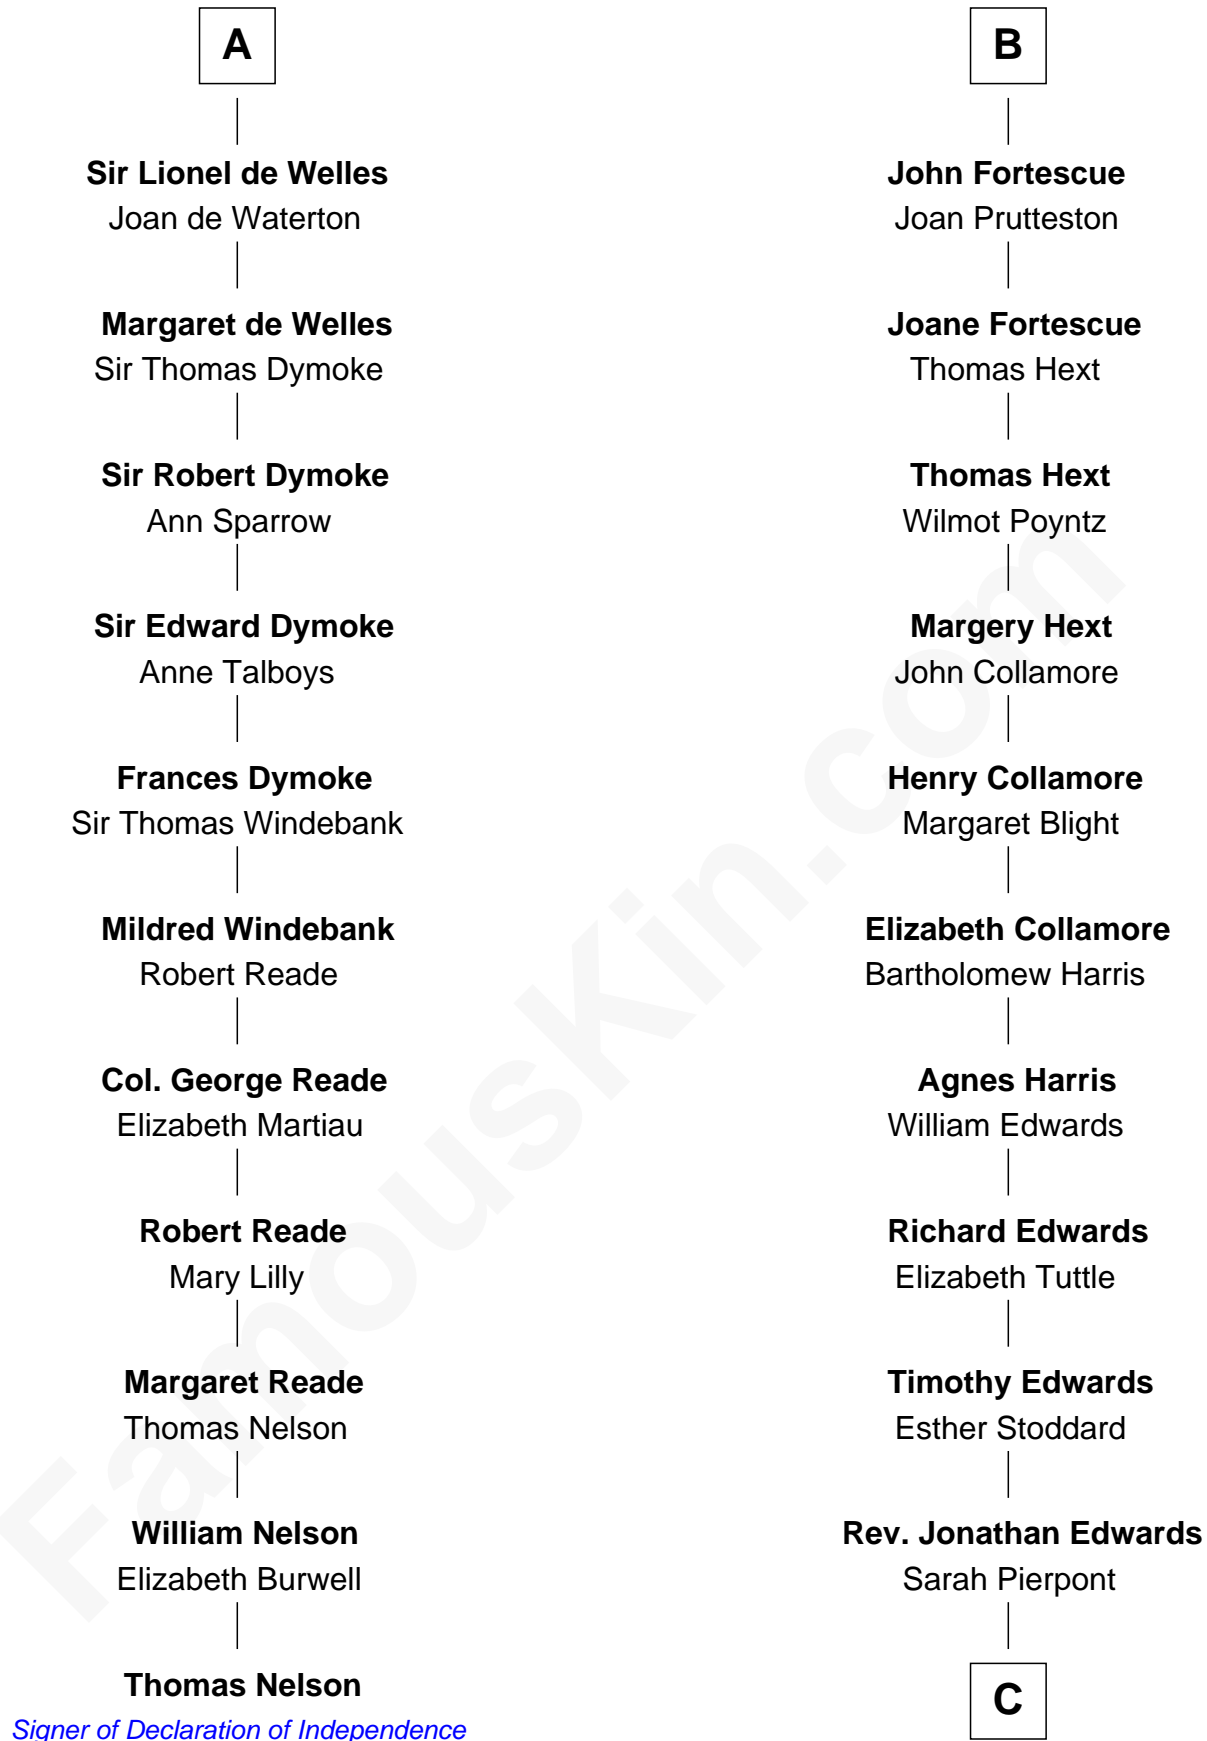 A
Sir Lionel de Welles
Joan de Waterton
Margaret de Welles
Sir Thomas Dymoke
Sir Robert Dymoke
Ann Sparrow
Sir Edward Dymoke
Anne Talboys
Frances Dymoke
Sir Thomas Windebank
Mildred Windebank
Robert Reade
Col. George Reade
Elizabeth Martiau
Robert Reade
Mary Lilly
Margaret Reade
Thomas Nelson
William Nelson
Elizabeth Burwell
Thomas Nelson
Signer of Declaration of Independence
B
John Fortescue
Joan Prutteston
Joane Fortescue
Thomas Hext
Thomas Hext
Wilmot Poyntz
Margery Hext
John Collamore
Henry Collamore
Margaret Blight
Elizabeth Collamore
Bartholomew Harris
Agnes Harris
William Edwards
Richard Edwards
Elizabeth Tuttle
Timothy Edwards
Esther Stoddard
Rev. Jonathan Edwards
Sarah Pierpont
C
FamousKin.com